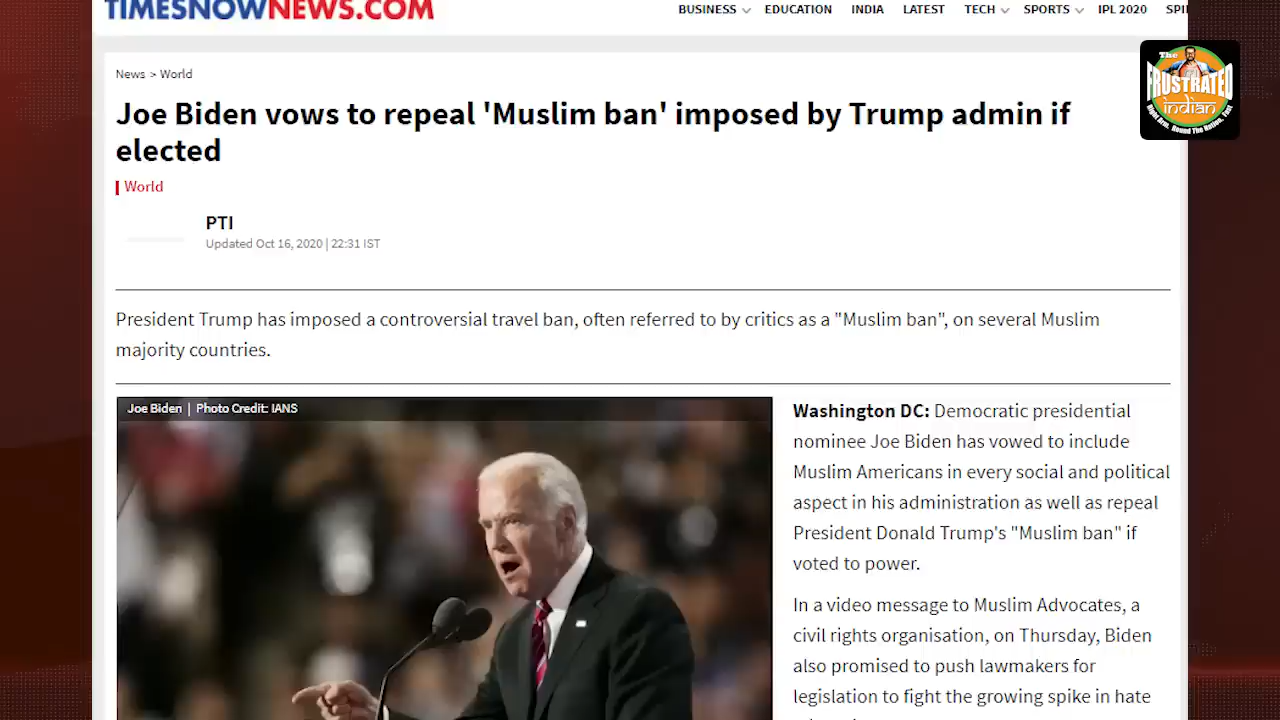 TIMESNOWNEWS.COM
BUSINESS EDUCATION INDIA LATEST TECH SPORTS IPL 2020
The
FRUSTRATED
indian
Right Arm, Round The Nation, Fast
News > World
Joe Biden vows to repeal 'Muslim ban' imposed by Trump admin if
elected
World
PTI
Updated Oct 16, 2020 | 22:31 IST
President Trump has imposed a controversial travel ban, often referred to by critics as a "Muslim ban", on several Muslim
majority countries.
Joe Biden | Photo Credit: IANS
Washington DC: Democratic presidential
nominee Joe Biden has vowed to include
Muslim Americans in every social and political
aspect in his administration as well as repeal
President Donald Trump's "Muslim ban" if
voted to power.
In a video message to Muslim Advocates, a
civil rights organisation, on Thursday, Biden
also promised to push lawmakers for
legislation to fight the growing spike in hate